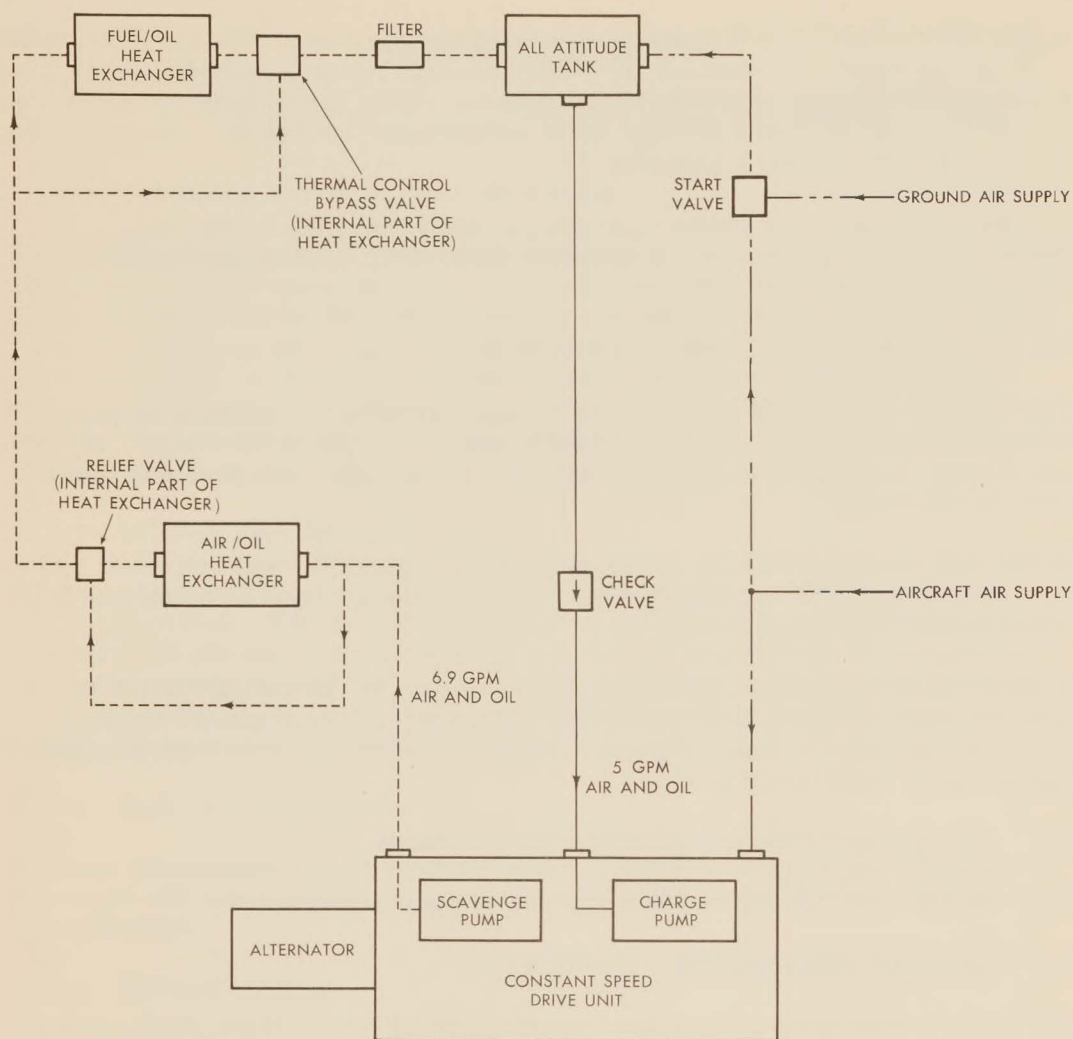 FUEL/OIL
HEAT
EXCHANGER
FILTER
ALL ATTITUDE
TANK
THERMAL CONTROL
BYPASS VALVE
(INTERNAL PART OF
HEAT EXCHANGER)
START
VALVE
GROUND AIR SUPPLY
RELIEF VALVE
(INTERNAL PART OF
HEAT EXCHANGER)
AIR/OIL
HEAT
EXCHANGER
CHECK
VALVE
AIRCRAFT AIR SUPPLY
6.9 GPM
AIR AND OIL
5 GPM
AIR AND OIL
SCAVENGE
PUMP
CHARGE
PUMP
ALTERNATOR
CONSTANT SPEED
DRIVE UNIT